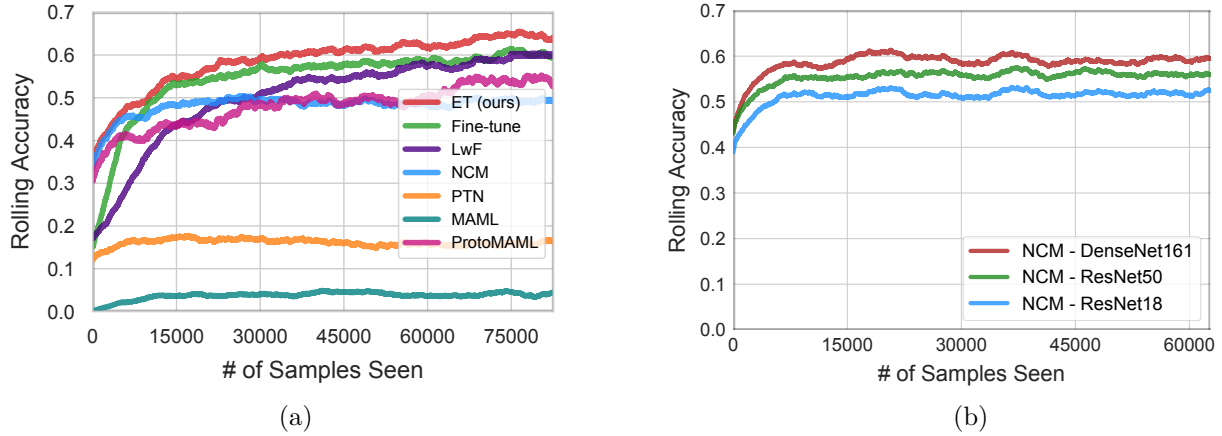 0.7
0.6
0.5
0.4
0.3
0.2
0.1
0.0
Rolling Accuracy
ET (ours)
Fine-tune
LwF
NCM
PTN
MAML
ProtoMAML
0 15000 30000 45000 60000 75000
# of Samples Seen
(a)
0.7
0.6
0.5
0.4
0.3
0.2
0.1
0.0
Rolling Accuracy
NCM - DenseNet161
NCM - ResNet50
NCM - ResNet18
0 15000 30000 45000 60000
# of Samples Seen
(b)